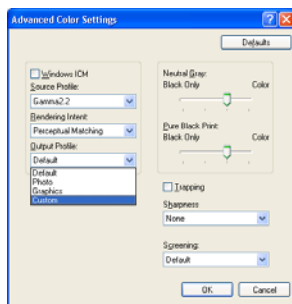 Advanced Color Settings
Defaults
Windows ICM
Source Profile:
Gamma2.2
Rendering Intent:
Perceptual Matching
Output Profile:
Default
Default
Photo
Graphics
Custom
Neutral Gray:
Black Only Color
Pure Black Print:
Black Only Color
Trapping
Sharpness
None
Screening:
Default
OK Cancel